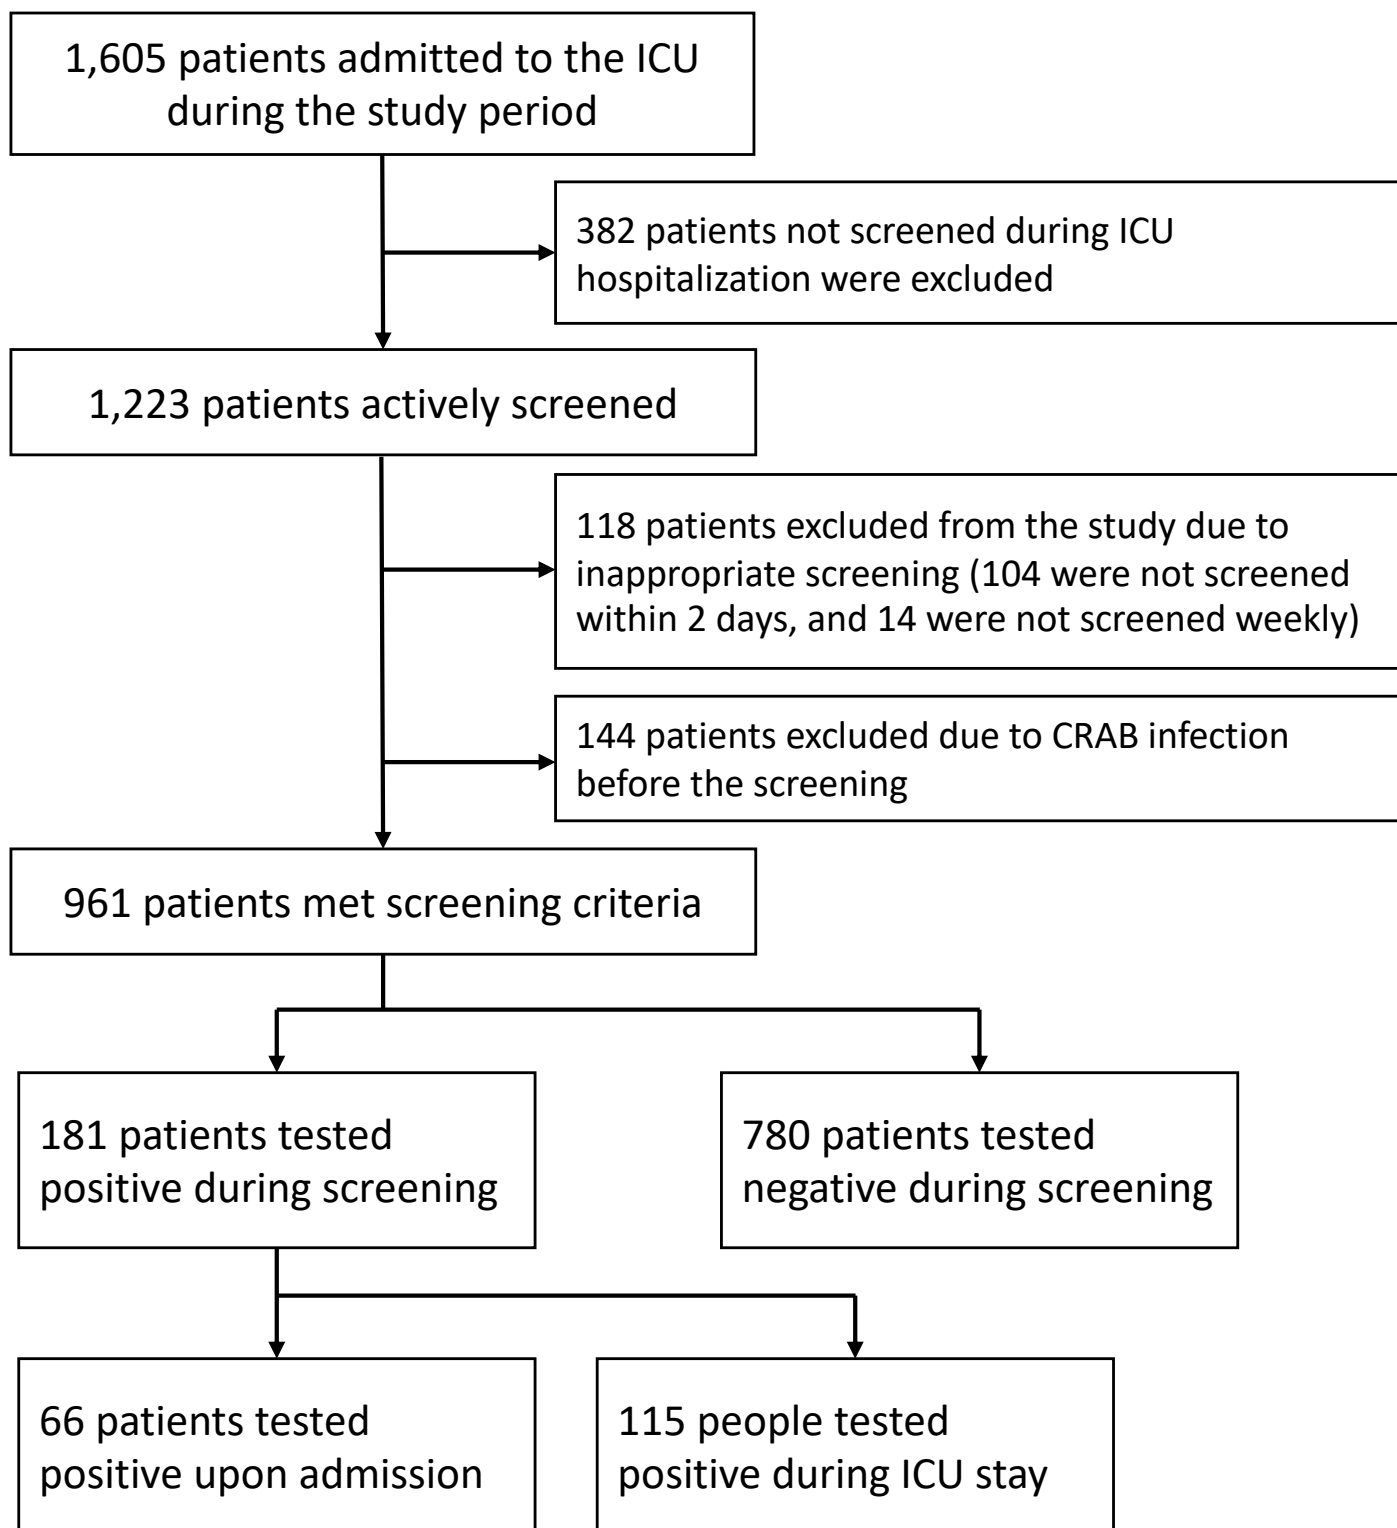 1,605 patients admitted to the ICU
during the study period
382 patients not screened during ICU
hospitalization were excluded
1,223 patients actively screened
118 patients excluded from the study due to
inappropriate screening (104 were not screened
within 2 days, and 14 were not screened weekly)
144 patients excluded due to CRAB infection
before the screening
961 patients met screening criteria
181 patients tested
positive during screening
780 patients tested
negative during screening
66 patients tested
positive upon admission
115 people tested
positive during ICU stay